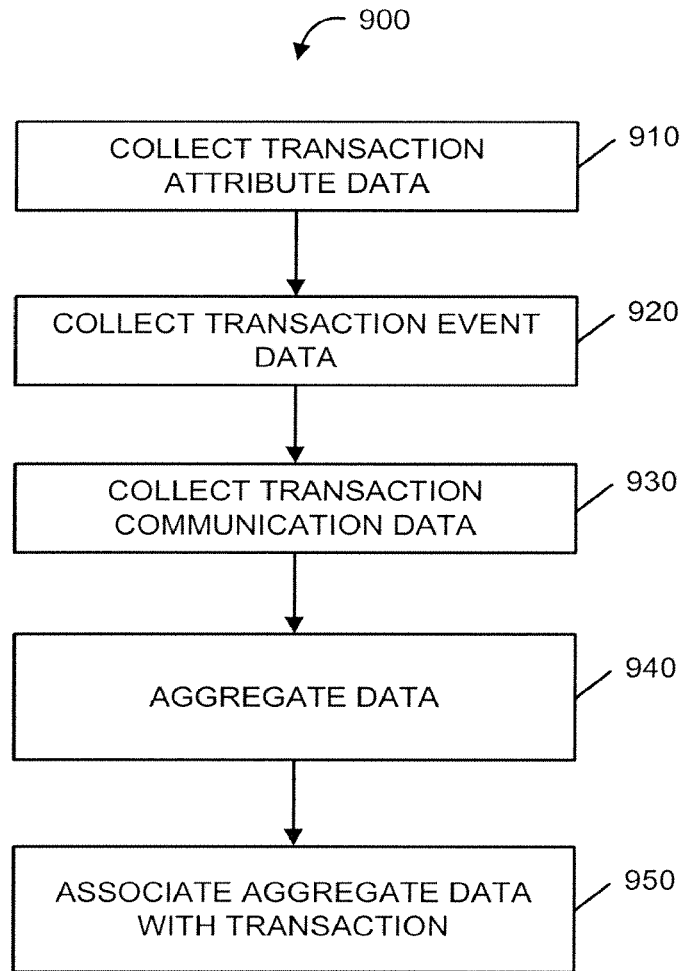 900
COLLECT TRANSACTION
ATTRIBUTE DATA
910
COLLECT TRANSACTION EVENT
DATA
920
COLLECT TRANSACTION
COMMUNICATION DATA
930
AGGREGATE DATA
940
ASSOCIATE AGGREGATE DATA
WITH TRANSACTION
950